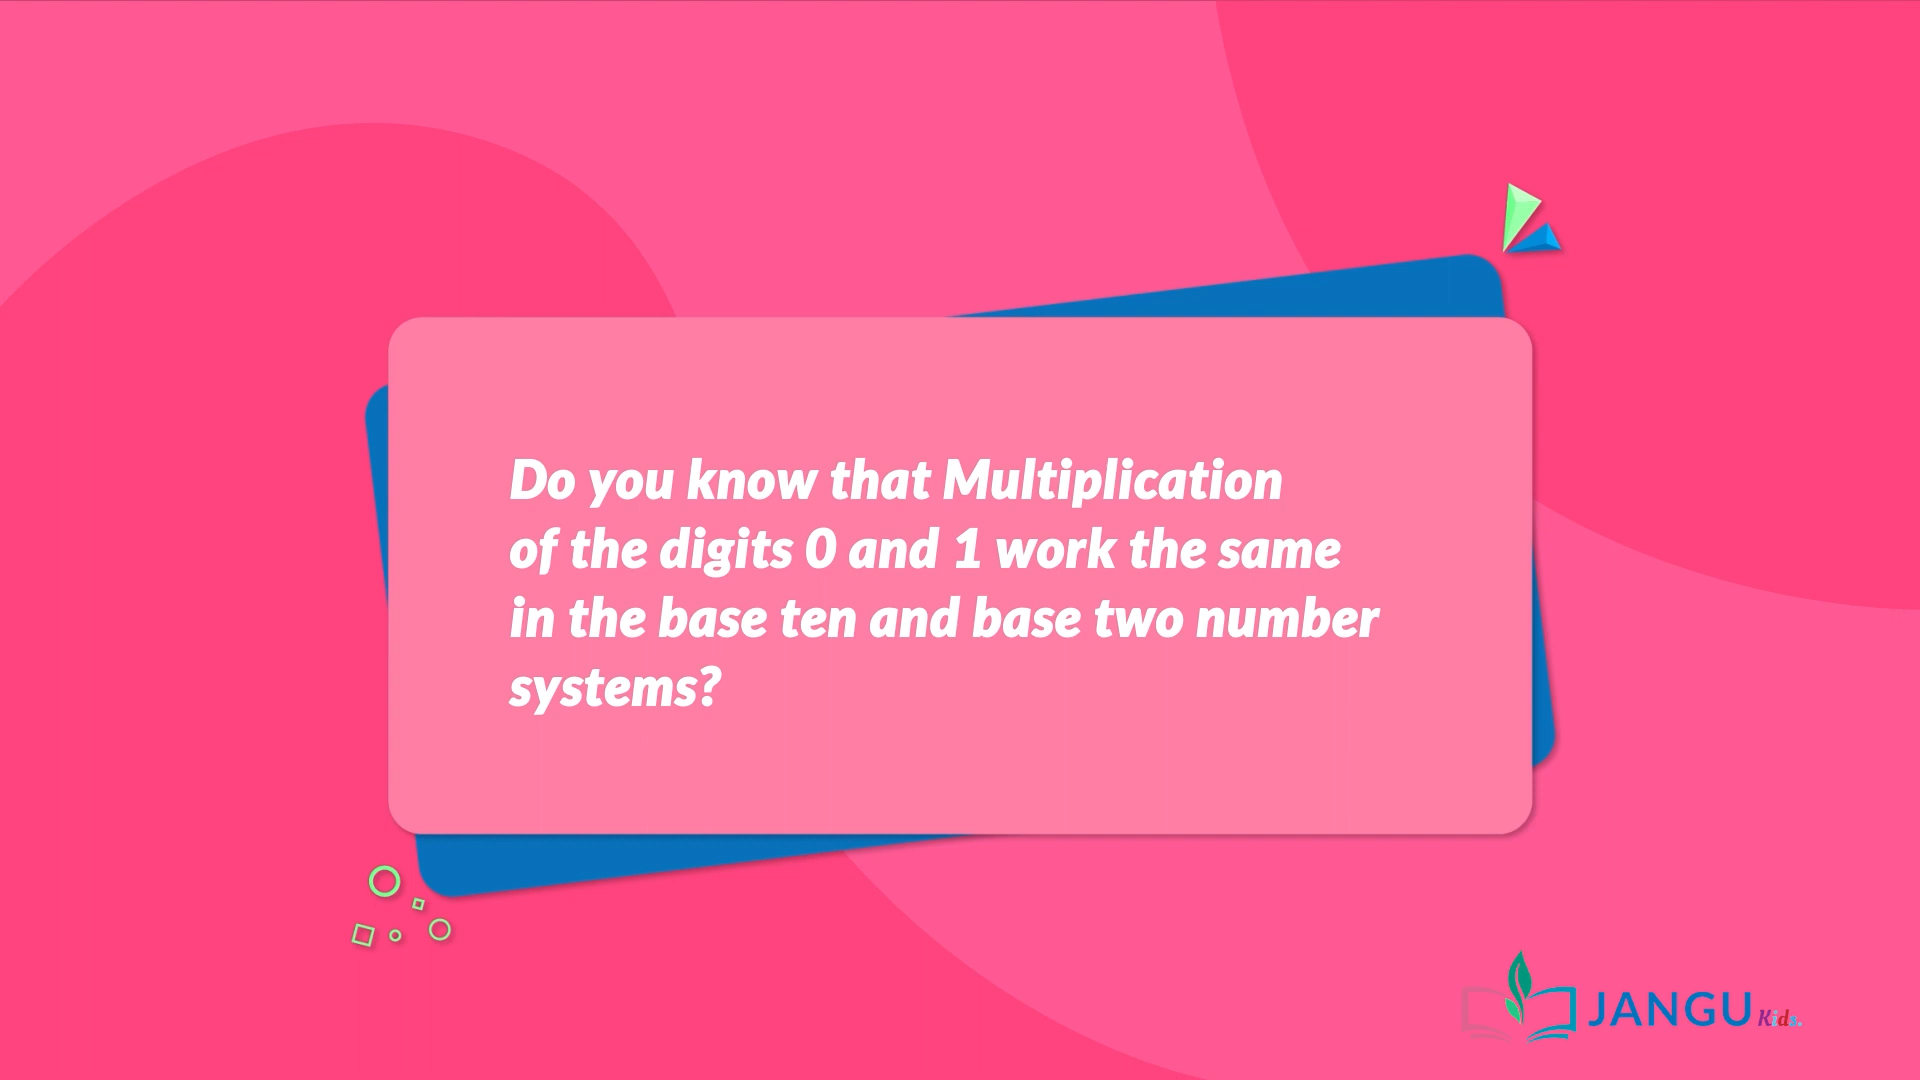 Do you know that Multiplication
of the digits 0 and 1 work the same
in the base ten and base two number
systems?
JANGU Kids.